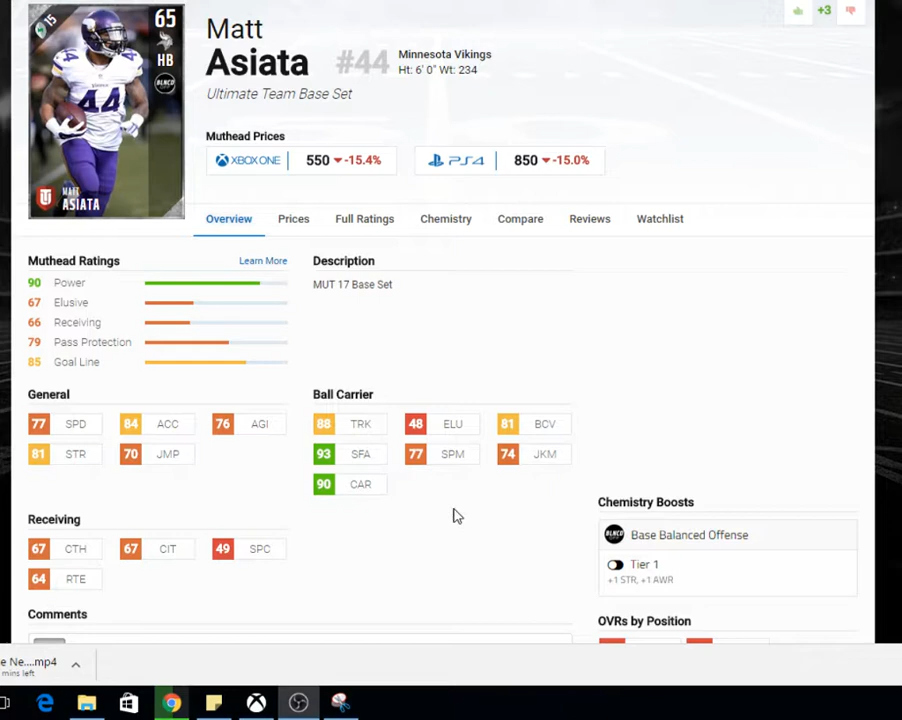 15
65
HB
BLNCD
OFF
44
MATT
ASIATA
Matt
Asiata #44
Minnesota Vikings
Ht: 6' 0" Wt: 234
Ultimate Team Base Set
+3
Muthead Prices
XBOX ONE 550 -15.4%
PS4 850 -15.0%
Overview Prices Full Ratings Chemistry Compare Reviews Watchlist
Muthead Ratings Learn More
90 Power
67 Elusive
66 Receiving
79 Pass Protection
85 Goal Line
Description
MUT 17 Base Set
General
77 SPD 84 ACC 76 AGI
81 STR 70 JMP
Ball Carrier
88 TRK 48 ELU 81 BCV
93 SFA 77 SPM 74 JKM
90 CAR
Receiving
67 CTH 67 CIT 49 SPC
64 RTE
Chemistry Boosts
BLNCD Base Balanced Offense
Tier 1
+1 STR, +1 AWR
OVRs by Position
Comments
e Ne....mp4
mins left